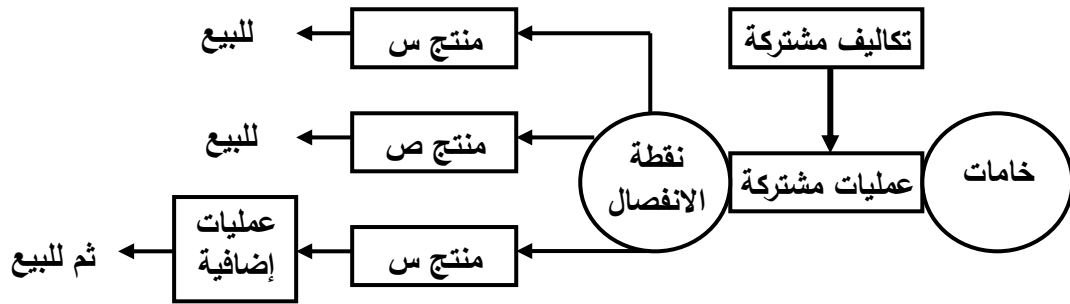 تكاليف مشتركة
منتج س
للبيع
خامات
عمليات مشتركة
نقطة
الانفصال
منتج ص
للبيع
منتج س
عمليات
إضافية
ثم للبيع